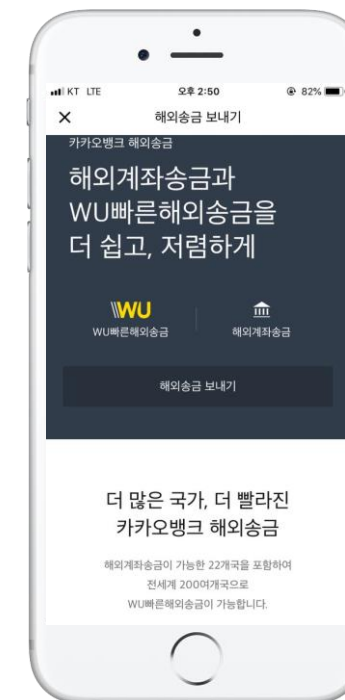 KT LTE 오후 2:50 82%
해외송금 보내기
카카오뱅크 해외송금
해외계좌송금과
WU빠른해외송금을
더 쉽고, 저렴하게
WU
WU빠른해외송금 해외계좌송금
해외송금 보내기
더 많은 국가, 더 빨라진
카카오뱅크 해외송금
해외계좌송금이 가능한 22개국을 포함하여
전세계 200여개국으로
WU빠른해외송금이 가능합니다.